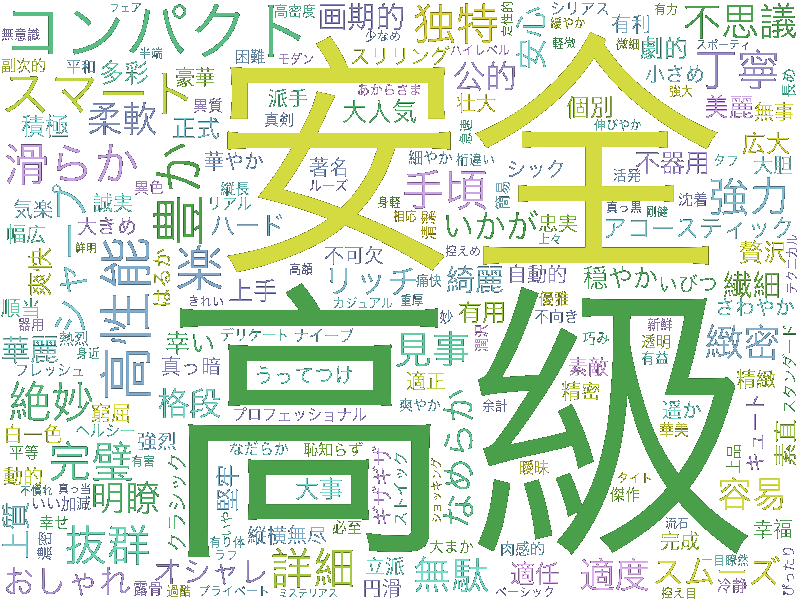 安全
高級
コンパクト
スマート
滑らか
高性能
シャープ
豊か
柔軟
楽
独特
画期的
不思議
丁寧
公的
安心
手頃
強力
いかが
アコースティック
リッチ
綺麗
見事
格段
絶妙
完璧
明瞭
抜群
上質
おしゃれ
オシャレ
詳細
無駄
適任
適度
スムーズ
容易
緻密
繊細
穏やか
いびつ
なめらか
素敵
精密
有用
自動的
不器用
個別
シック
忠実
劇的
小さめ
美麗
無事
広大
大胆
贅沢
さわやか
スタンダード
素直
キュート
精緻
遥か
幸福
完成
傑作
大人気
派手
著名
スリリング
ハイレベル
シリアス
有利
有方
スポーティ
フェア
無意識
高密度
少なめ
副次的
平和
半端
多彩
豪華
困難
モダン
異質
積極
正式
真剣
あからさま
壮大
華やか
細やか
桁違い
ルーズ
縦長
リアル
異色
誠実
気楽
大きめ
幅広
鮮明
爽快
はるか
ハード
不可欠
上手
高額
きれい
カジュアル
痛快
重厚
身軽
相応
清潔
控えめ
上々
簡易
活発
真っ黒
剛健
沈着
タフ
強大
長め
伸びやか
微細
軽微
緩やか
テクニカル
順当
器用
熱烈
身近
華麗
フレッシュ
幸い
デリケート
ナイーブ
妙
優雅
不向き
巧み
新鮮
透明
有益
真っ暗
うってつけ
適正
窮屈
プロフェッショナル
爽やか
余計
華美
白一色
ヘルシー
強烈
平等
動的
有害
なだらか
恥知らず
ギザギザ
ストイック
ショッキング
曖昧
タイト
上品
不慣れ
真っ当
いい加減
クラシック
堅牢
大事
濃密
幸せ
縦横無尽
必至
有り体
ラフ
大まか
肉感的
流石
一目瞭然
ぴったり
露骨
過酷
プライベート
ミステリアス
立派
円滑
ベーシック
控え目
冷静